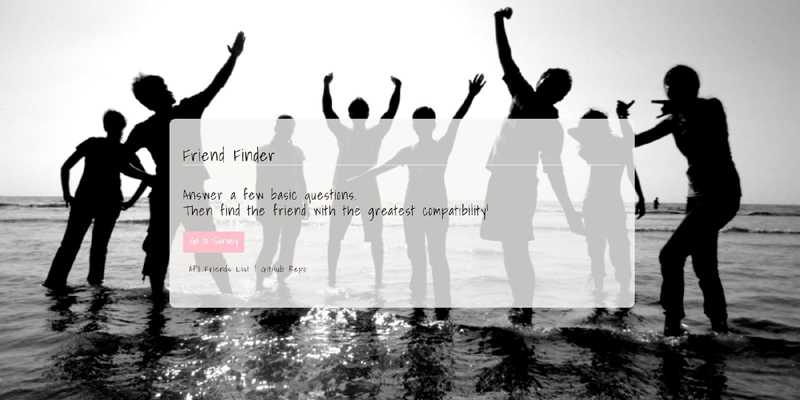 Friend Finder
Answer a few basic questions.
Then find the friend with the greatest compatibility!
Go to Survey
API Friends List | GitHub Repo